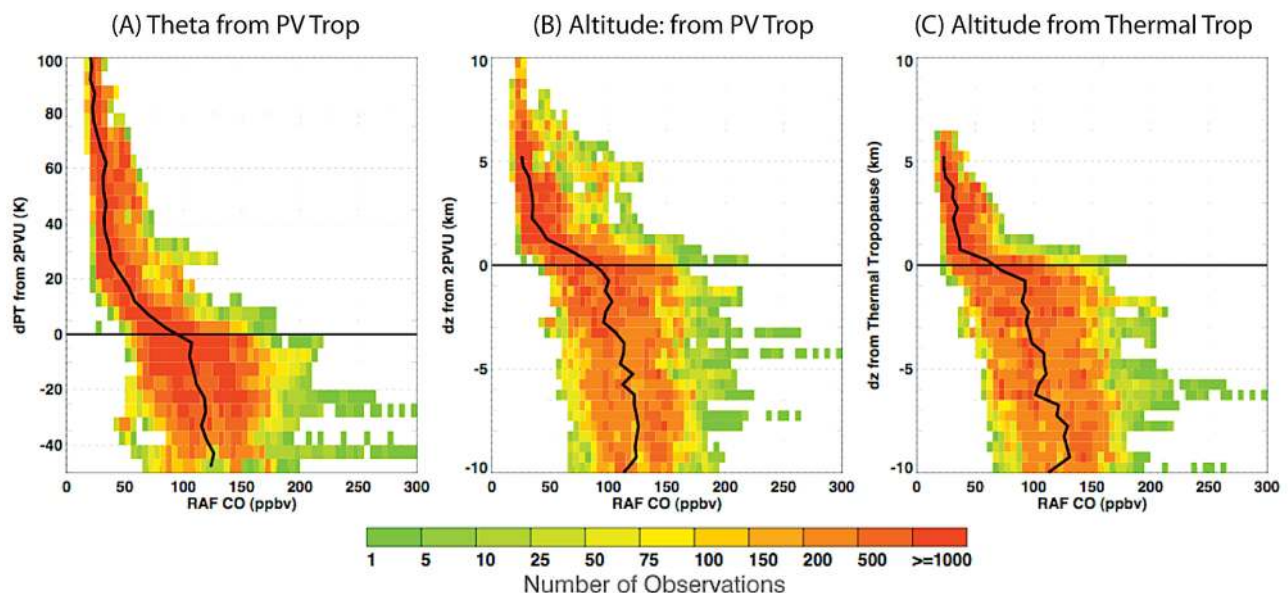 (A) Theta from PV Trop
(B) Altitude: from PV Trop
(C) Altitude from Thermal Trop
dPT from 2PVU (K)
100
80
60
40
20
0
-20
-40
0 50 100 150 200 250 300
RAF CO (ppbv)
dz from 2PVU (km)
10
5
0
-5
-10
0 50 100 150 200 250 300
RAF CO (ppbv)
dz from Thermal Tropopause (km)
10
5
0
-5
-10
0 50 100 150 200 250 300
RAF CO (ppbv)
1 5 10 25 50 75 100 150 200 500 >=1000
Number of Observations